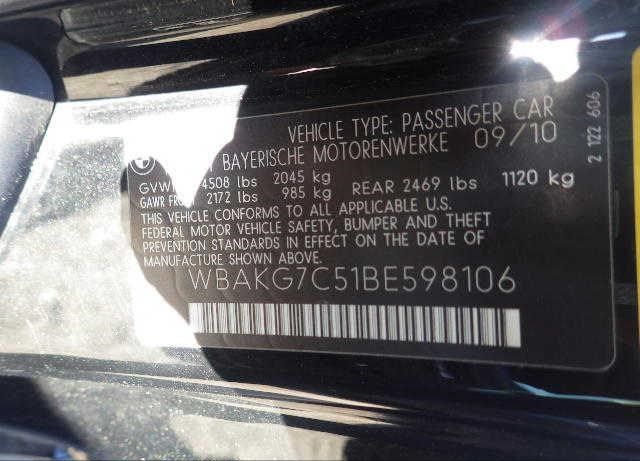 VEHICLE TYPE: PASSENGER CAR
BAYERISCHE MOTORENWERKE 09/10
4508 lbs 2045 kg
GAWR 2172 lbs 985 kg REAR 2469 lbs 1120 kg
THIS VEHICLE CONFORMS TO ALL APPLICABLE U.S.
FEDERAL MOTOR VEHICLE SAFETY, BUMPER AND THEFT
PREVENTION STANDARDS IN EFFECT ON THE DATE OF
MANUFACTURE SHOWN ABOVE.
WBAKG7C51BE598106
2 122 606